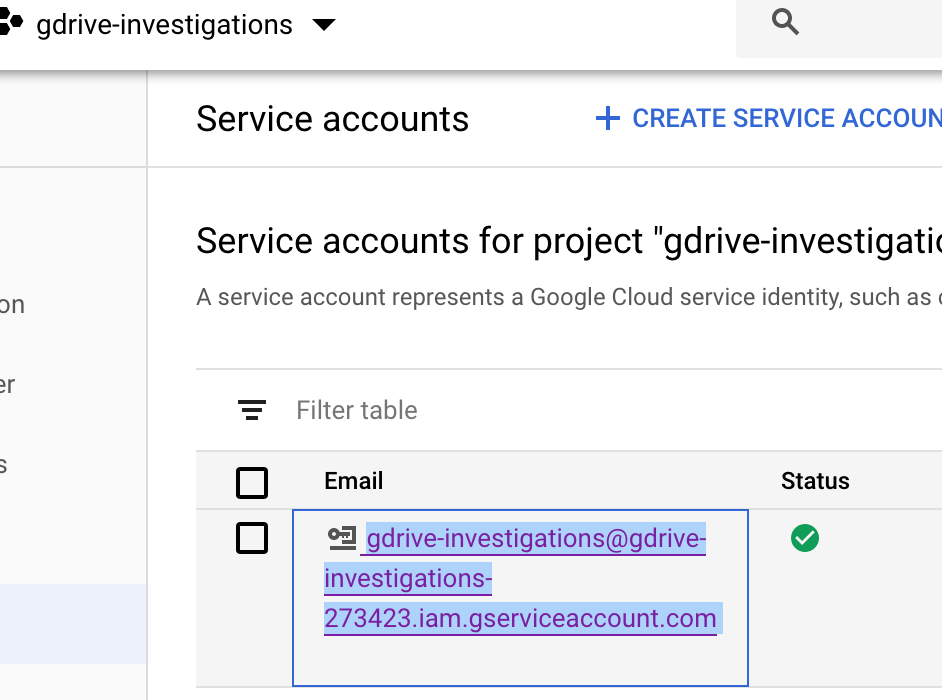 gdrive-investigations
Service accounts
CREATE SERVICE ACCOUN
Service accounts for project "gdrive-investigatio
A service account represents a Google Cloud service identity, such as c
on
er
s
Filter table
Email Status
gdrive-investigations@gdrive-
investigations-
273423.iam.gserviceaccount.com